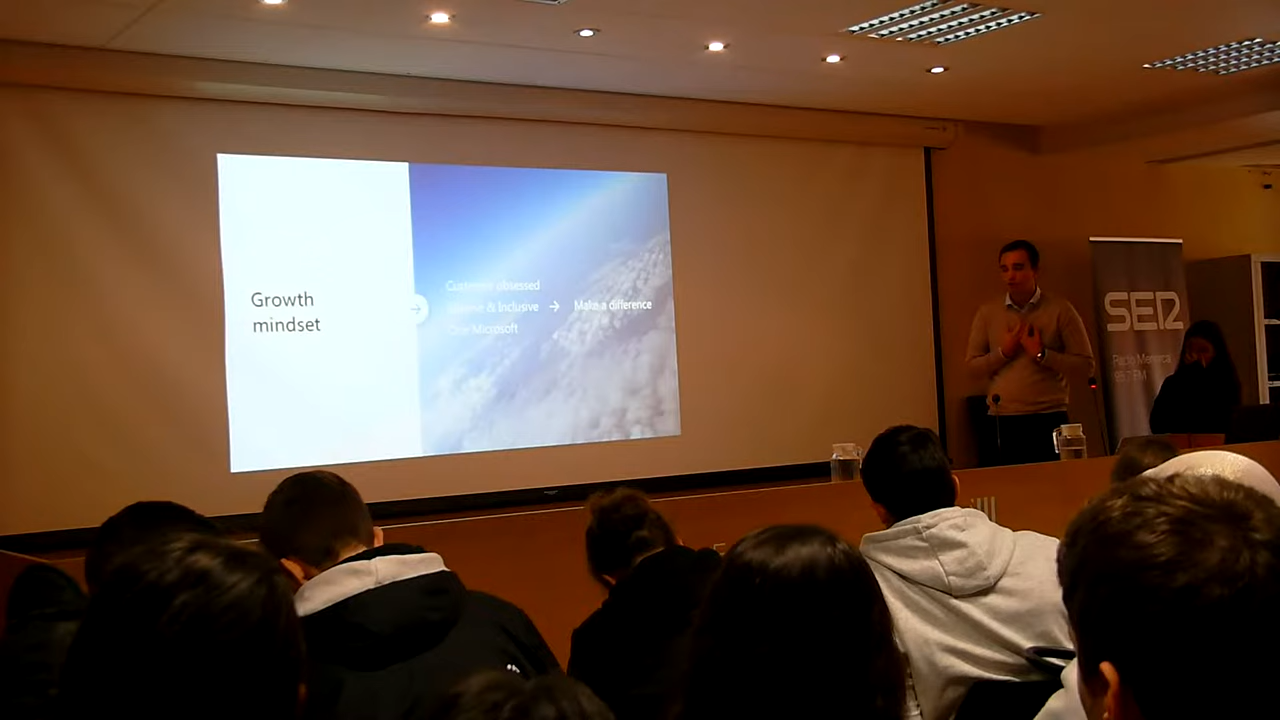 Growth
mindset
Customer obsessed
Diverse & Inclusive
One Microsoft
→
Make a difference
SER
Radio Menorca
95.7 FM